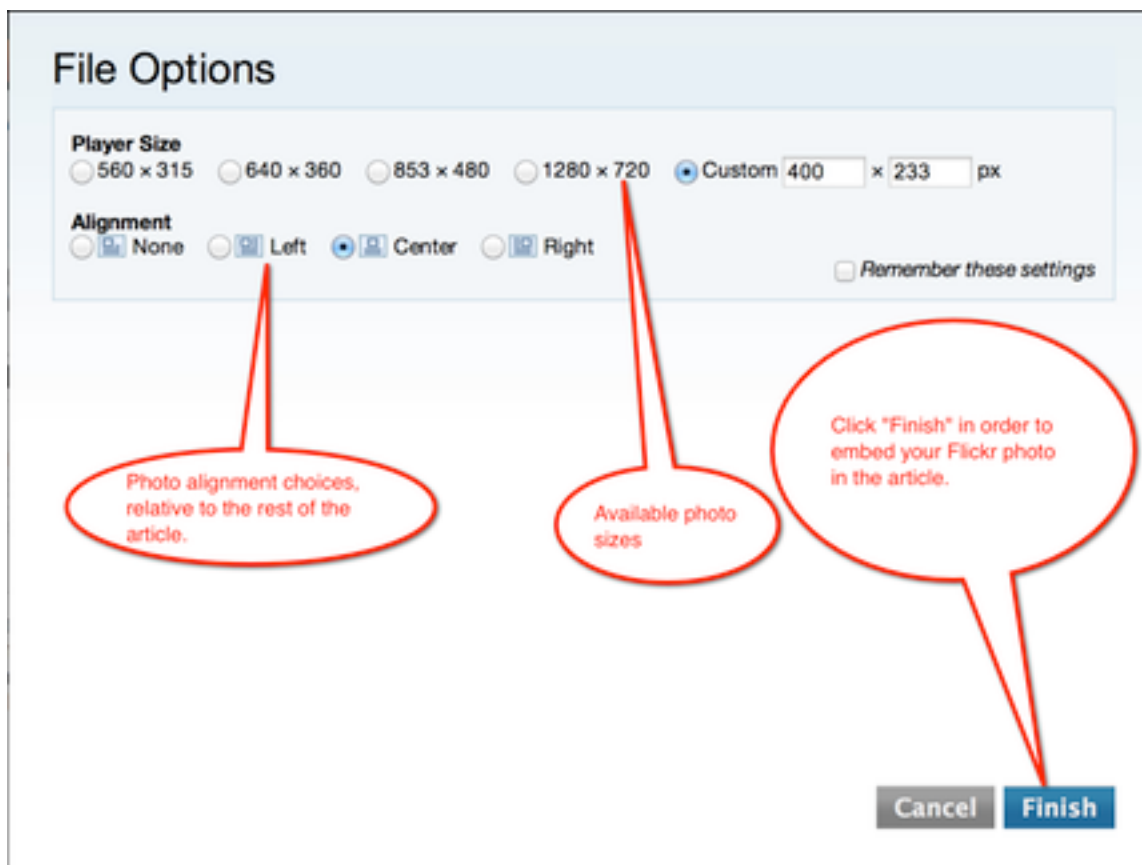 File Options
Player Size
560 × 315 640 × 360 853 × 480 1280 × 720 Custom 400 × 233 px
Alignment
None Left Center Right
Remember these settings
Photo alignment choices,
relative to the rest of the
article.
Available photo
sizes
Click "Finish" in order to
embed your Flickr photo
in the article.
Cancel Finish